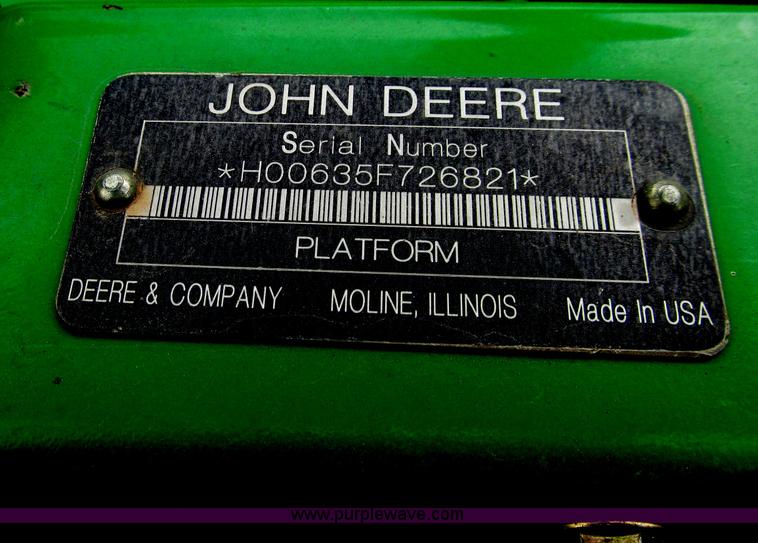 JOHN DEERE
Serial Number
*H00635F726821*
PLATFORM
DEERE & COMPANY MOLINE, ILLINOIS Made In USA
www.purplewave.com